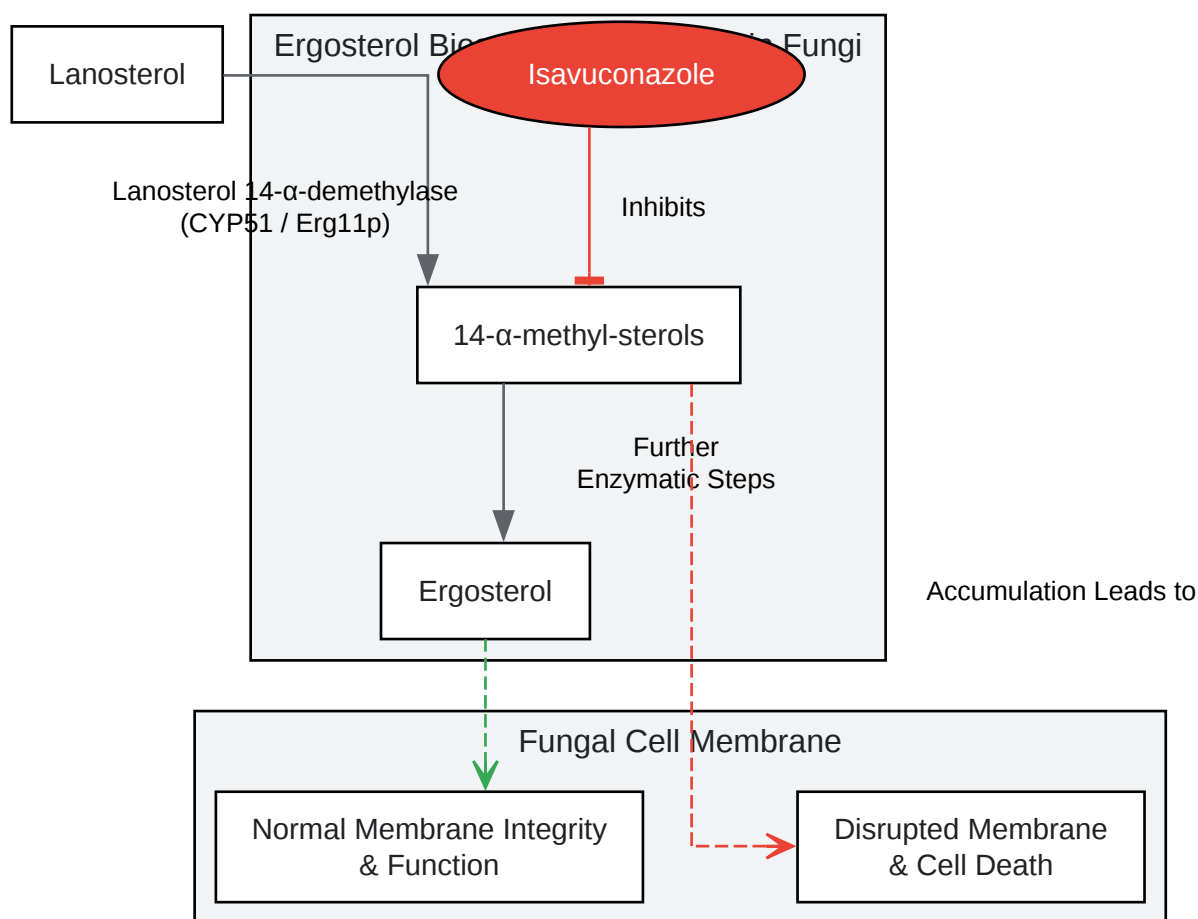 Lanosterol
Ergosterol Fungi
Isavuconazole
Lanosterol 14-α-demethylase
(CYP51 / Erg11p)
Inhibits
14-α-methyl-sterols
Further
Enzymatic Steps
Ergosterol
Accumulation Leads to
Fungal Cell Membrane
Normal Membrane Integrity
& Function
Disrupted Membrane
& Cell Death